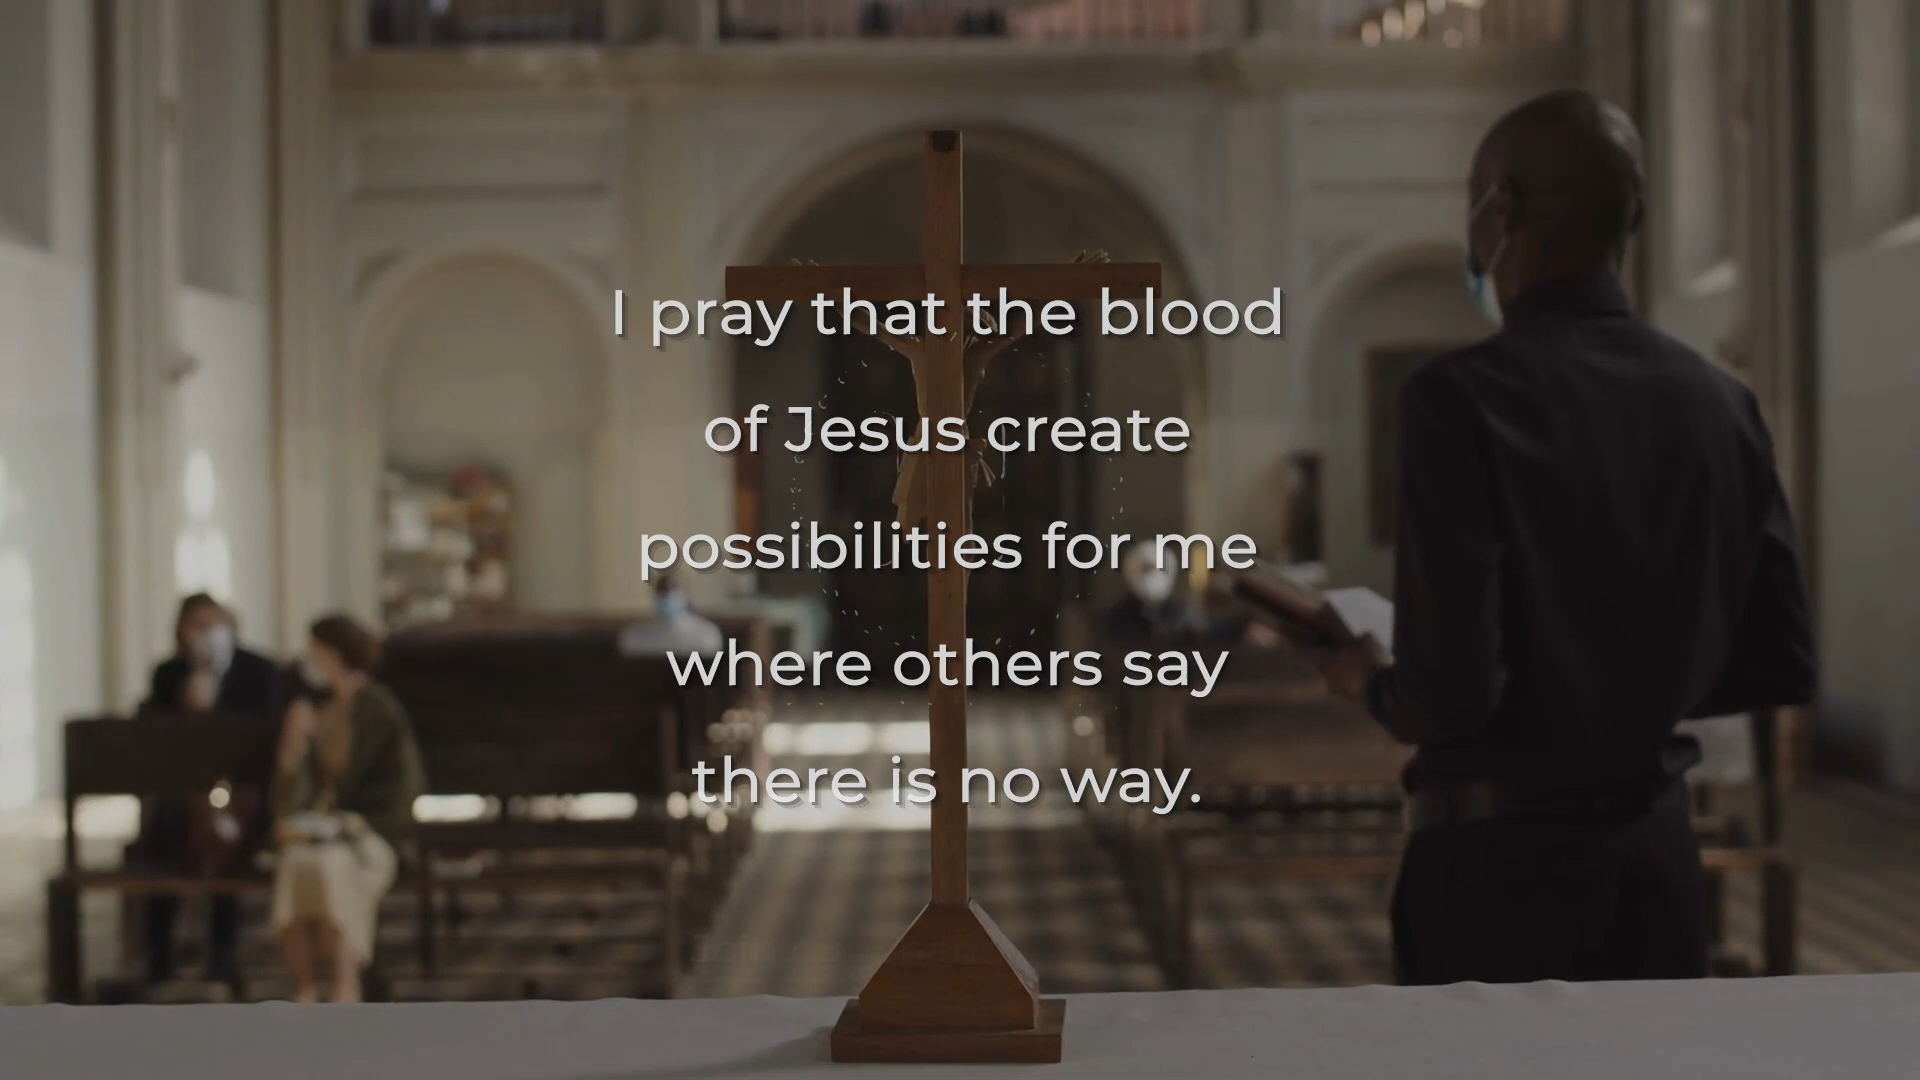 I pray that the blood
of Jesus create
possibilities for me
where others say
there is no way.